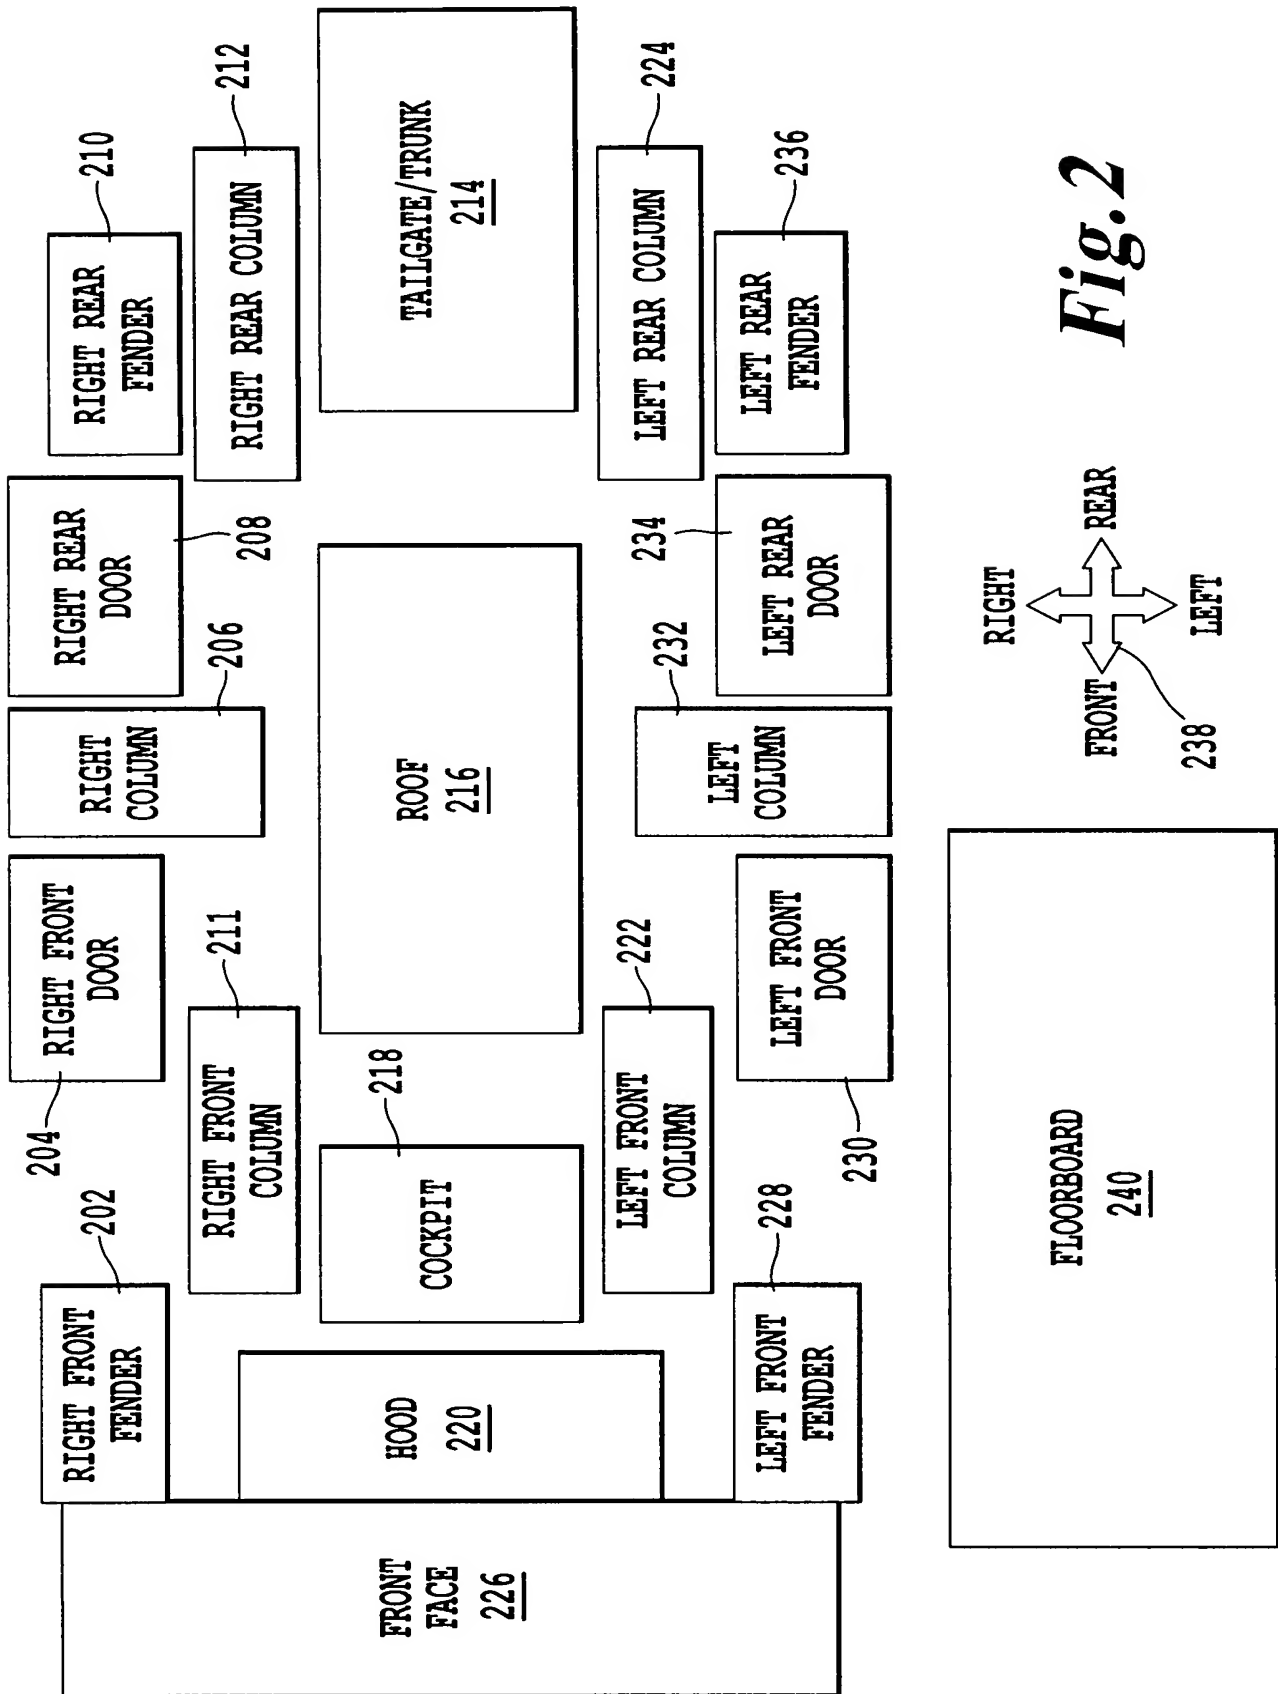 FRONT
FACE
226
LEFT FRONT
FENDER
228
HOOD
220
RIGHT FRONT
FENDER
202
LEFT FRONT
COLUMN
222
COCKPIT
218
RIGHT FRONT
COLUMN
211
204
RIGHT FRONT
DOOR
LEFT FRONT
DOOR
230
FLOORBOARD
240
LEFT
COLUMN
232
ROOF
216
RIGHT
COLUMN
206
LEFT REAR
DOOR
234
RIGHT REAR
DOOR
208
LEFT REAR
FENDER
236
LEFT REAR COLUMN
224
TAILGATE/TRUNK
214
RIGHT REAR COLUMN
212
RIGHT REAR
FENDER
210
FRONT
LEFT
RIGHT
REAR
238
Fig.2